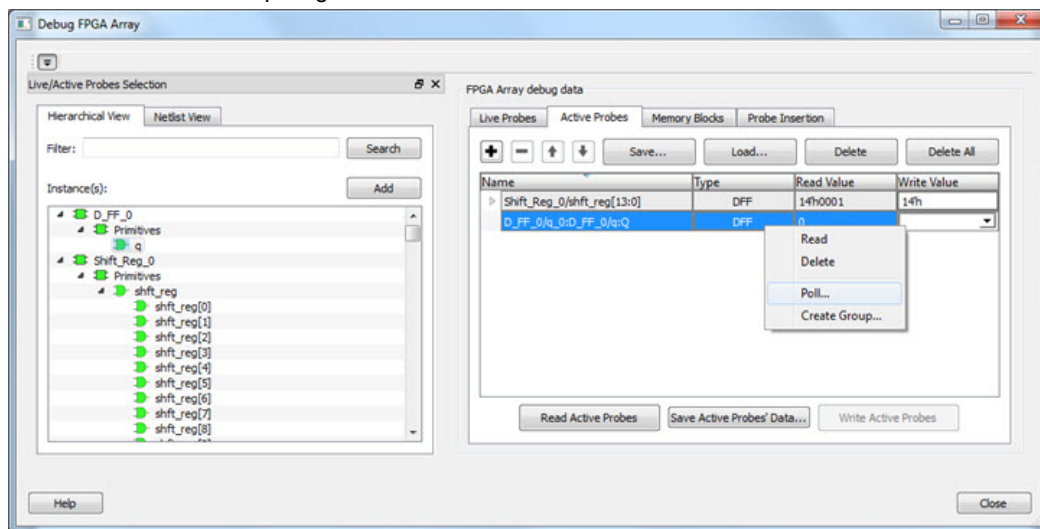 Debug FPGA Array
Live/Active Probes Selection
Hierarchical View Netlist View
Filter: Search
Instance(s): Add
D_FF_0
Primitives
q
Shift_Reg_0
Primitives
shft_reg
shft_reg[0]
shft_reg[1]
shft_reg[2]
shft_reg[3]
shft_reg[4]
shft_reg[5]
shft_reg[6]
shft_reg[7]
shft_reg[8]
FPGA Array debug data
Live Probes Active Probes Memory Blocks Probe Insertion
Save... Load... Delete Delete All
Name Type Read Value Write Value
Shift_Reg_0/shft_reg[13:0] DFF 14'h0001 14'h
D_FF_0/q_0:D_FF_0/q:Q DFF 0
Read
Delete
Poll...
Create Group...
Read Active Probes Save Active Probes' Data... Write Active Probes
Help Close